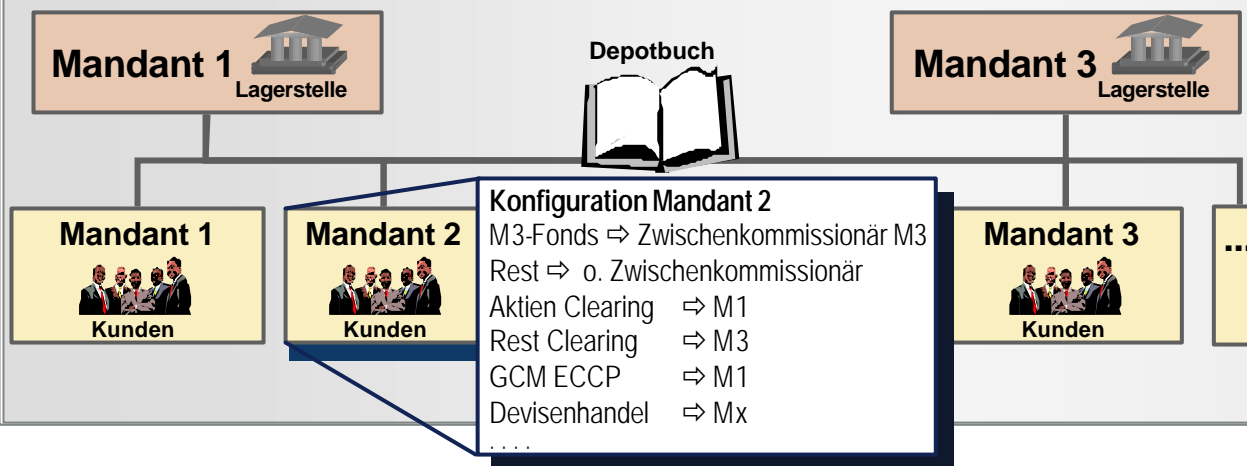 Mandant 1
Lagerstelle
Depotbuch
Mandant 3
Lagerstelle
Mandant 1
Kunden
Mandant 2
Kunden
Konfiguration Mandant 2
M3-Fonds ⇨ Zwischenkommissionär M3
Rest ⇨ o. Zwischenkommissionär
Aktien Clearing ⇨ M1
Rest Clearing ⇨ M3
GCM ECCP ⇨ M1
Devisenhandel ⇨ Mx
. . . .
Mandant 3
Kunden
...